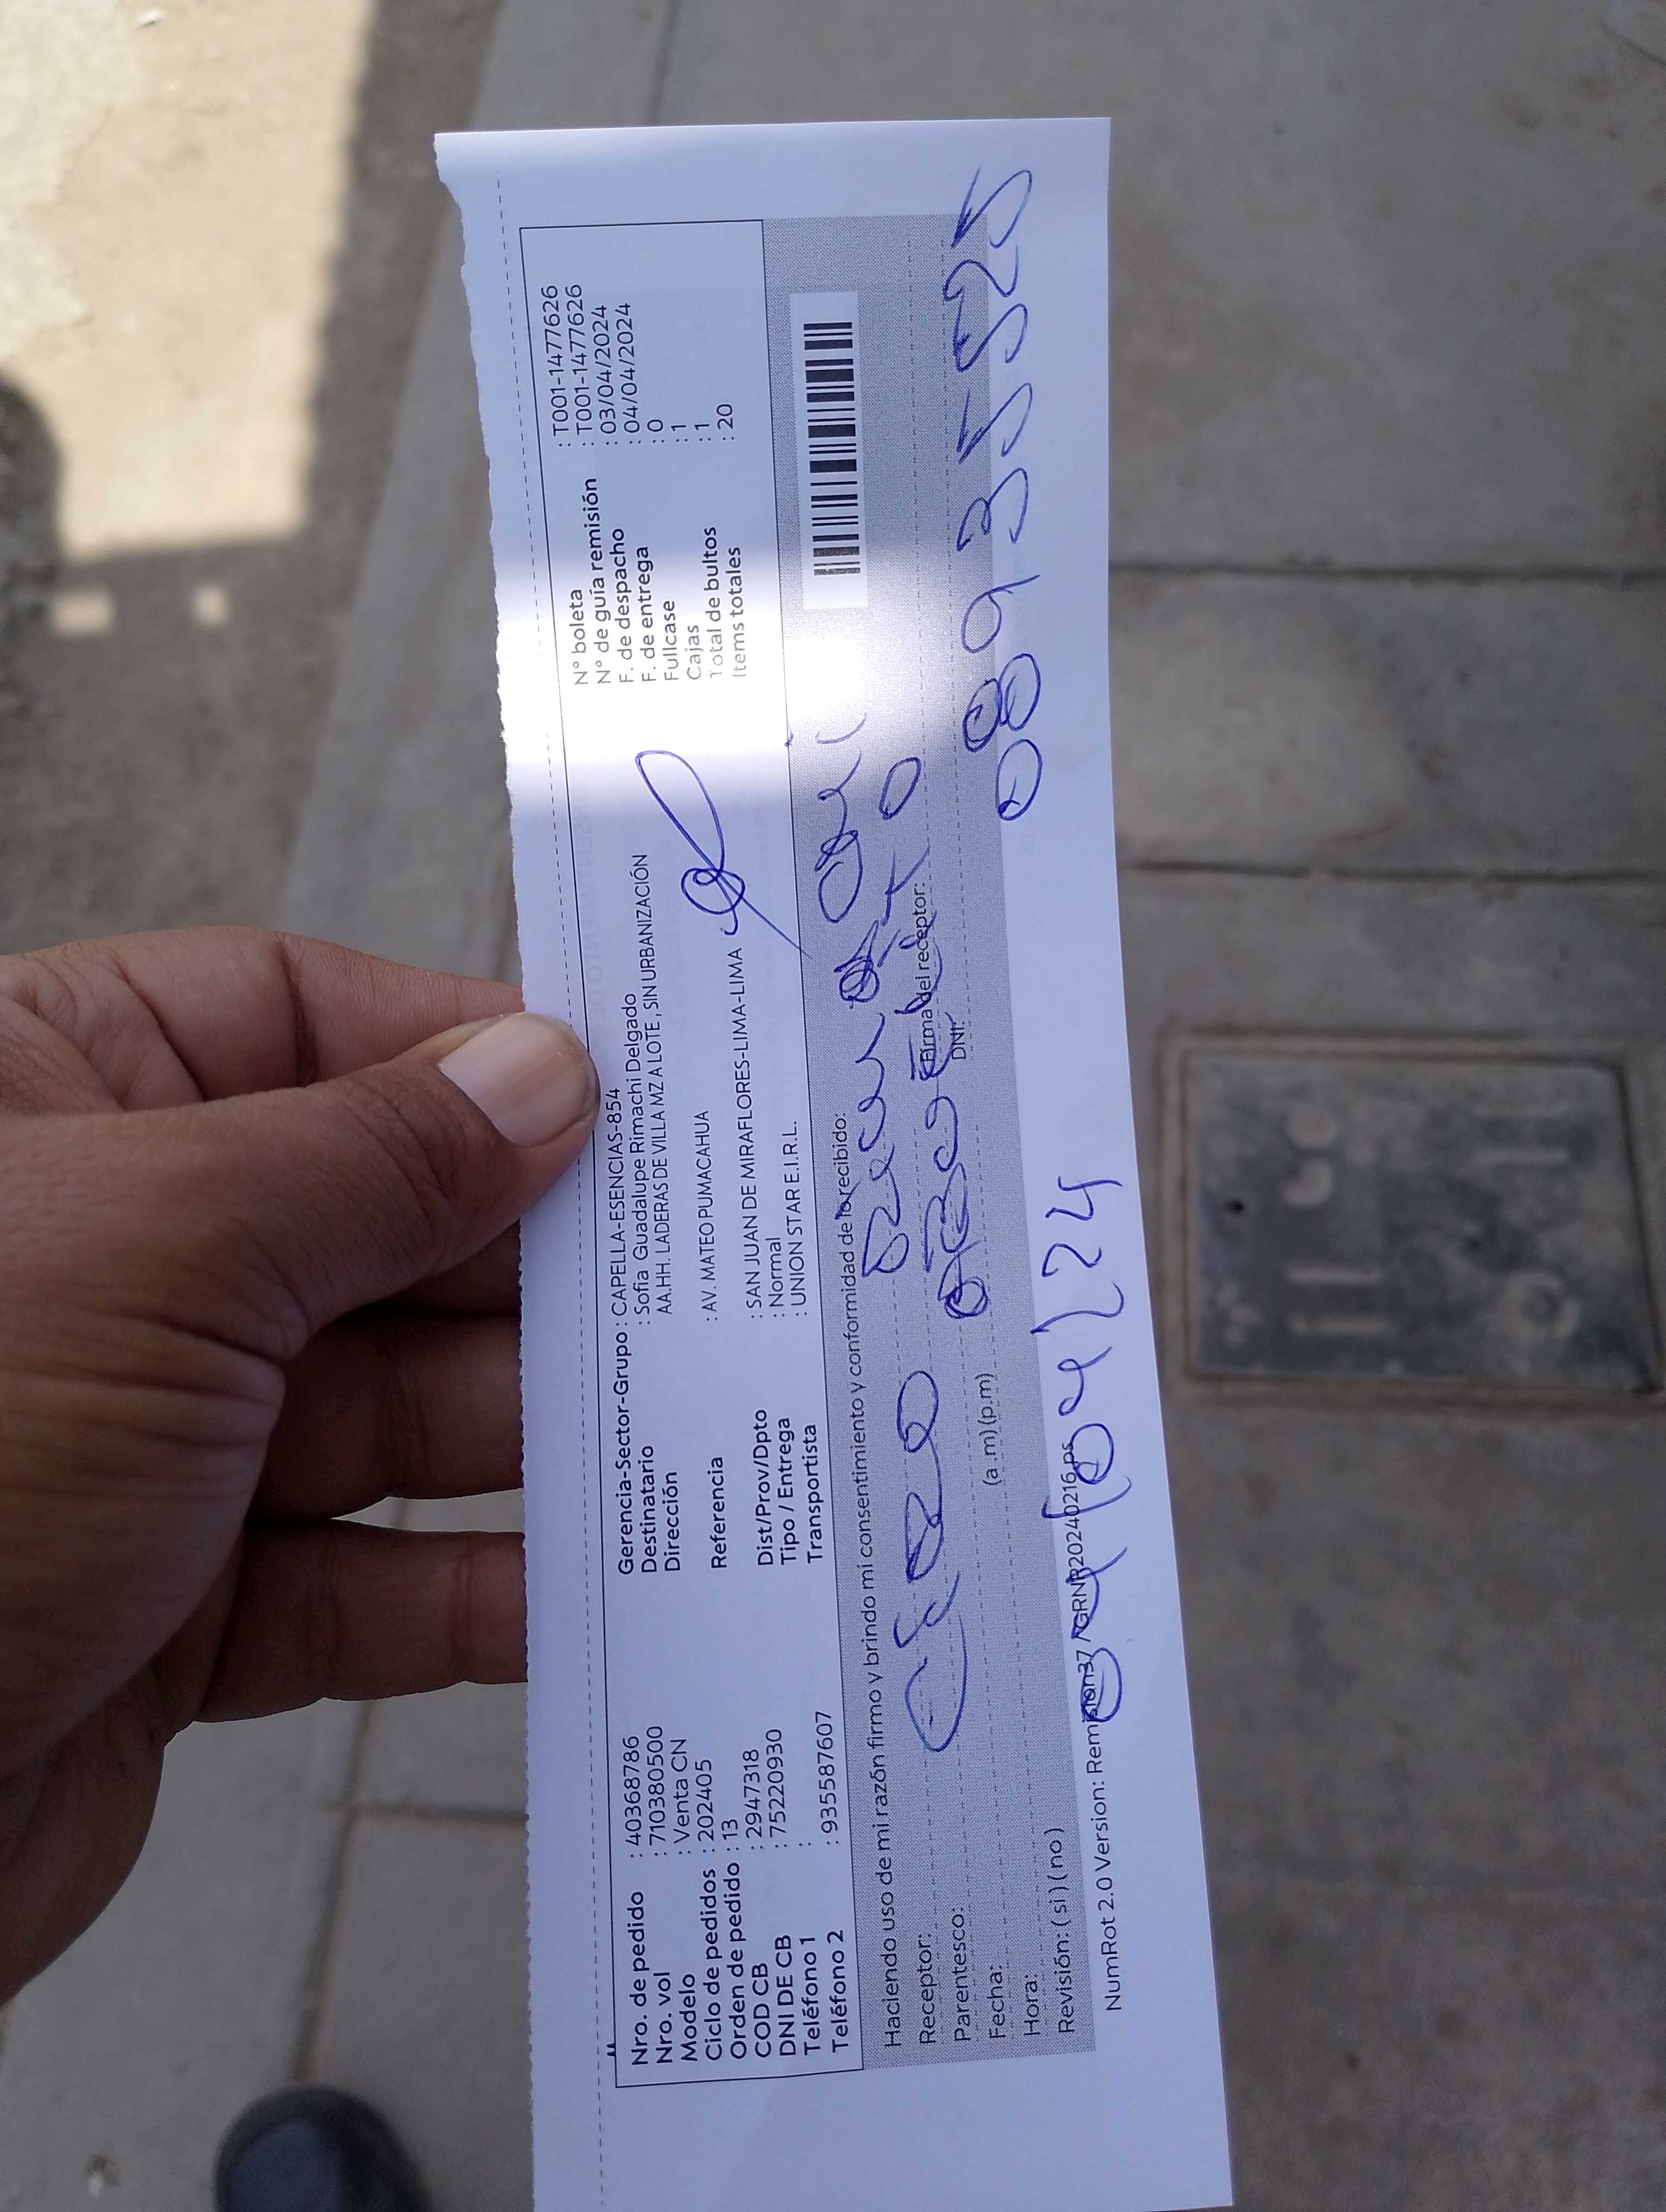 Nro. de pedido : 40368786
Nro. vol : 710380500
Modelo : Venta CN
Ciclo de pedidos : 202405
Orden de pedido : 13
COD CB : 2947318
DNI DE CB : 75220930
Teléfono 1 :
Teléfono 2 : 935587607
Gerencia-Sector-Grupo : CAPELLA-ESENCIAS-854
Destinatario : Sofia Guadalupe Rimachi Delgado
Dirección AA.HH. LADERAS DE VILLA MZ A LOTE , SIN URBANIZACIÓN
Referencia : AV. MATEO PUMACAHUA
Dist/Prov/Dpto : SAN JUAN DE MIRAFLORES-LIMA-LIMA
Tipo / Entrega : Normal
Transportista : UNION STAR E.I.R.L.
N° boleta : T001-1477626
N° de guía remisión : T001-1477626
F. de despacho : 03/04/2024
F. de entrega : 04/04/2024
Fullcase : 0
Cajas : 1
Total de bultos : 1
Items totales : 20
Haciendo uso de mi razón firmo y brindo mi consentimiento y conformidad de lo recibido:
Receptor:
Parentesco:
Fecha:
Hora: (a.m) (p.m)
Revisión: ( si ) ( no )
Firma del receptor:
DNI:
04/24
NumRot 2.0 Version: Remision37 / GRNR20240216.ps